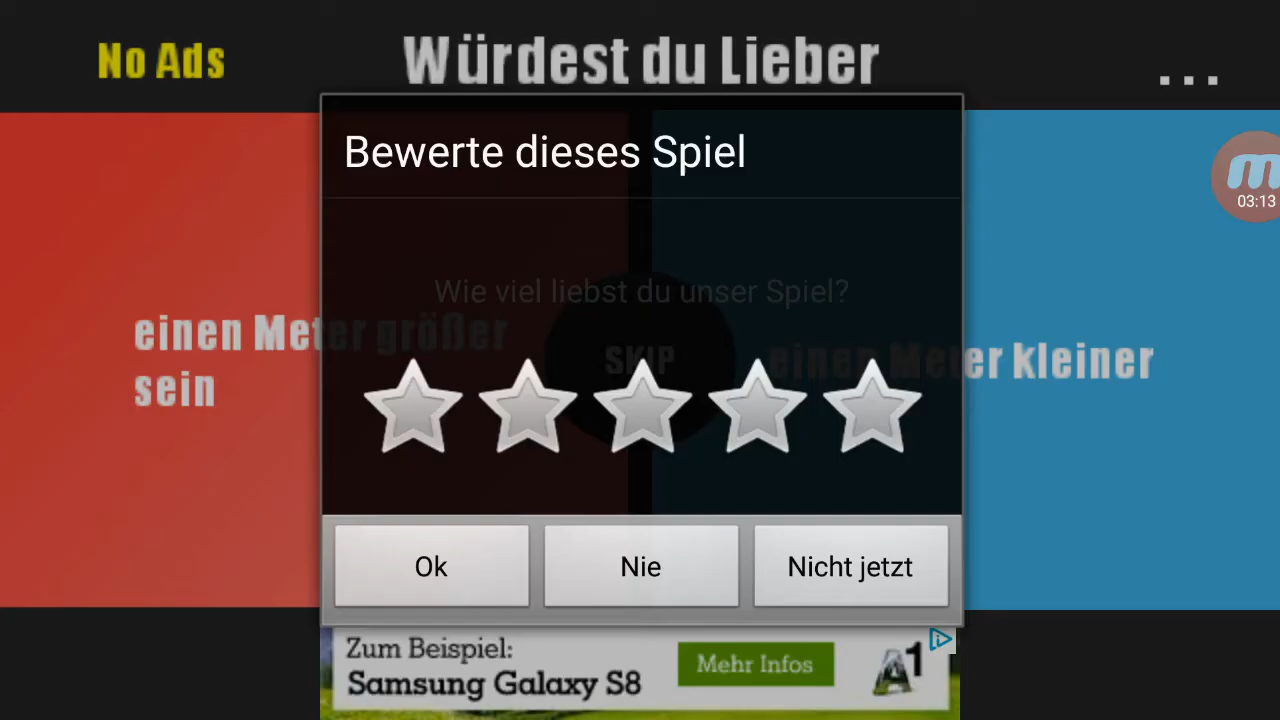 No Ads
Würdest du Lieber
...
Bewerte dieses Spiel
Wie viel liebst du unser Spiel?
einen Meter größer
sein
SKIP
einen Meter kleiner
m
03:13
Ok
Nie
Nicht jetzt
Zum Beispiel:
Samsung Galaxy S8
Mehr Infos
A1